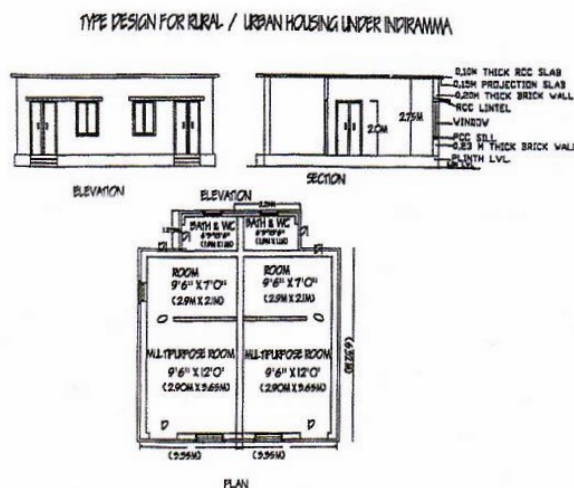 TYPE DESIGN FOR RURAL / URBAN HOUSING UNDER INDIRAMMA
0.10M THICK RCC SLAB
0.15M PROJECTION SLAB
0.20M THICK BRICK WALL
RCC LINTEL
WINDOW
PCC SILL
0.23 M THICK BRICK WALL
PLINTH LVL.
2.0M
2.75M
ELEVATION
SECTION
ELEVATION
BATH & WC
BATH & WC
ROOM
9'6" X 7'0"
(2.9M X 2.1M)
ROOM
9'6" X 7'0"
(2.9M X 2.1M)
MULTIPURPOSE ROOM
9'6" X 12'0"
(2.90M X 3.65M)
MULTIPURPOSE ROOM
9'6" X 12'0"
(2.90M X 3.65M)
D
D
(3.35M)
(3.35M)
PLAN